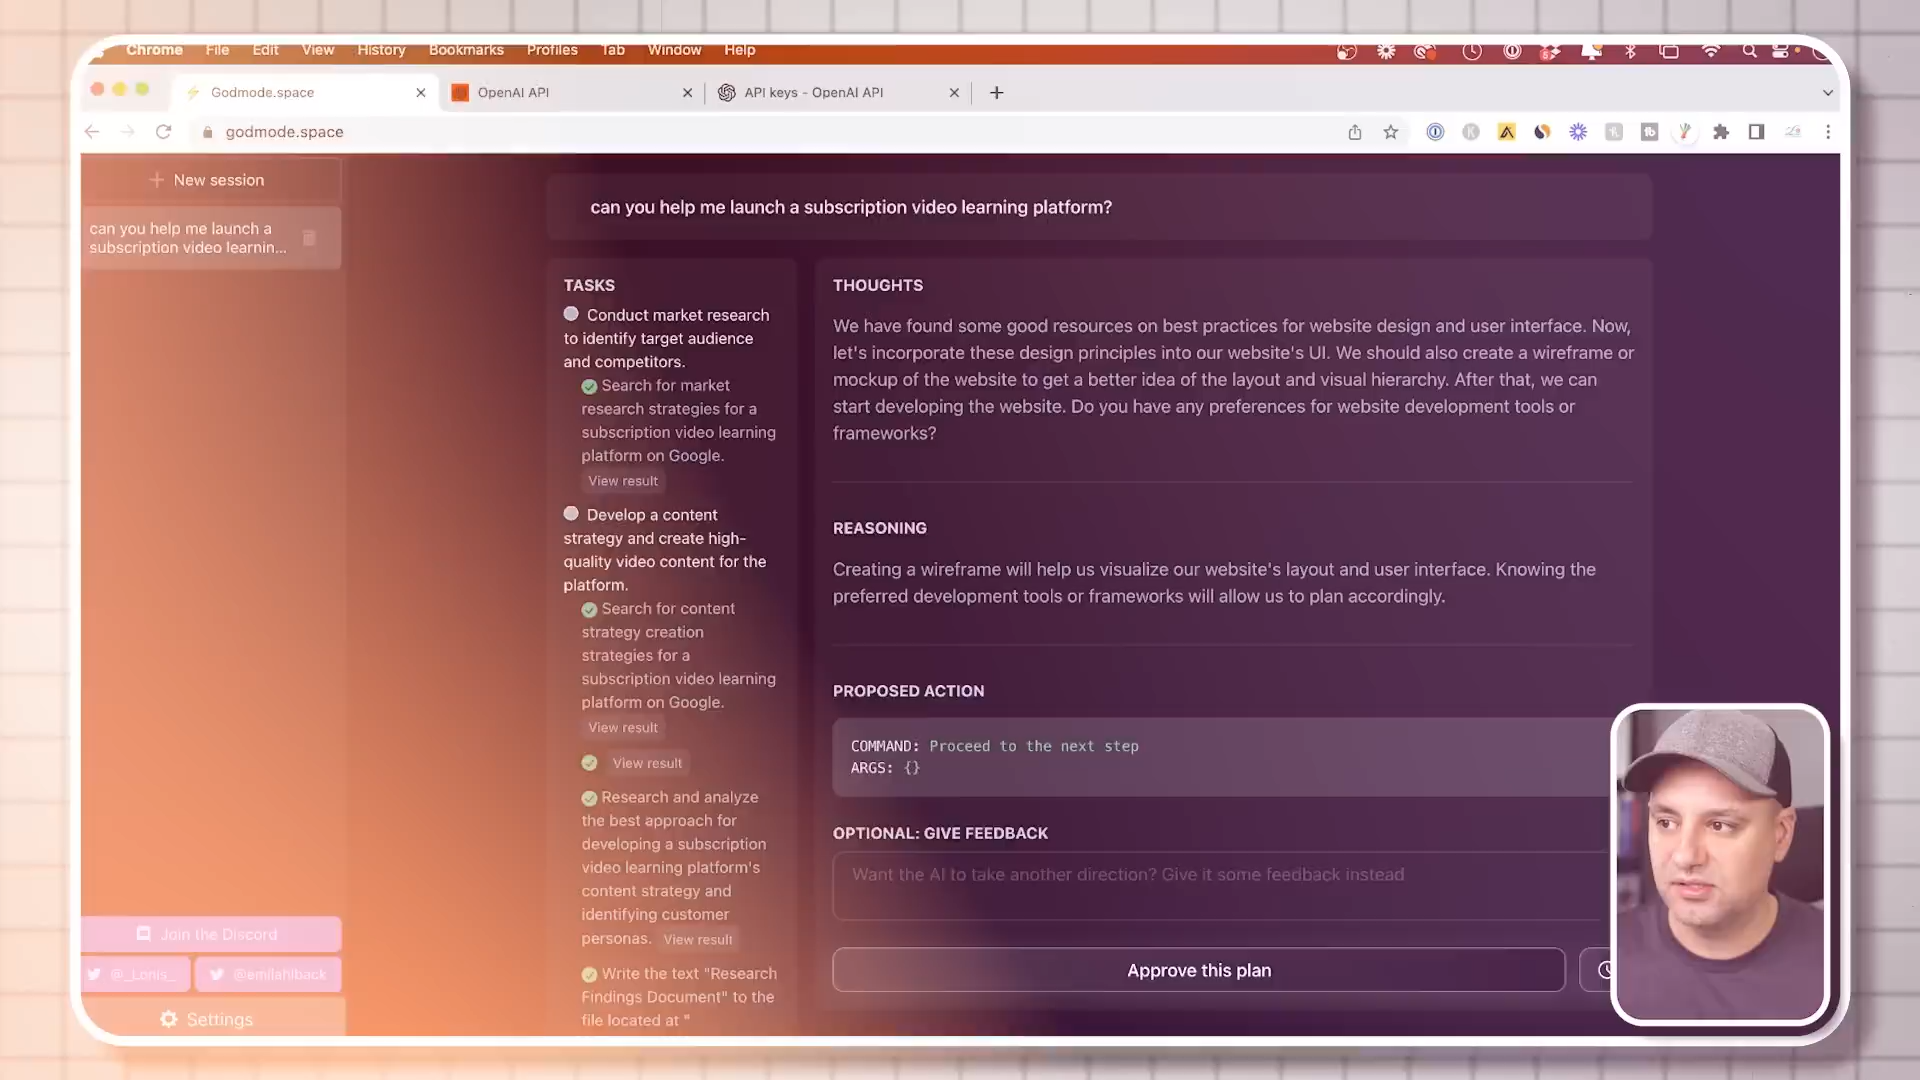 Chrome File Edit View History Bookmarks Profiles Tab Window Help
Godmode.space
OpenAI API
API keys - OpenAI API
godmode.space
New session
can you help me launch a
subscription video learnin...
Join the Discord
@_Lonis_
@emilahlback
Settings
can you help me launch a subscription video learning platform?
TASKS
Conduct market research
to identify target audience
and competitors.
Search for market
research strategies for a
subscription video learning
platform on Google.
View result
Develop a content
strategy and create high-
quality video content for the
platform.
Search for content
strategy creation
strategies for a
subscription video learning
platform on Google.
View result
View result
Research and analyze
the best approach for
developing a subscription
video learning platform's
content strategy and
identifying customer
personas. View result
Write the text "Research
Findings Document" to the
file located at "
THOUGHTS
We have found some good resources on best practices for website design and user interface. Now,
let's incorporate these design principles into our website's UI. We should also create a wireframe or
mockup of the website to get a better idea of the layout and visual hierarchy. After that, we can
start developing the website. Do you have any preferences for website development tools or
frameworks?
REASONING
Creating a wireframe will help us visualize our website's layout and user interface. Knowing the
preferred development tools or frameworks will allow us to plan accordingly.
PROPOSED ACTION
COMMAND: Proceed to the next step
ARGS: {}
OPTIONAL: GIVE FEEDBACK
Want the AI to take another direction? Give it some feedback instead
Approve this plan